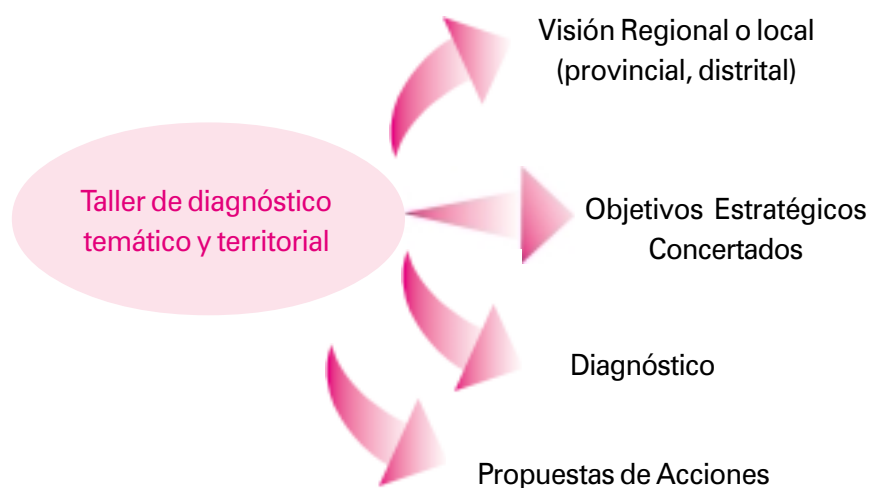 Visión Regional o local
(provincial, distrital)
Taller de diagnóstico
temático y territorial
Objetivos Estratégicos
Concertados
Diagnóstico
Propuestas de Acciones